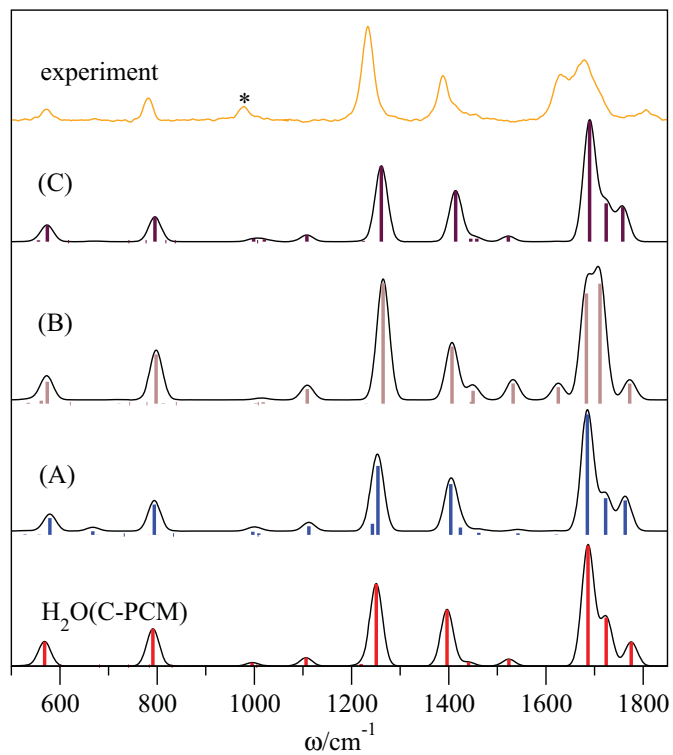 experiment
*
(C)
(B)
(A)
H₂O(C-PCM)
600 800 1000 1200 1400 1600 1800
ω/cm⁻¹